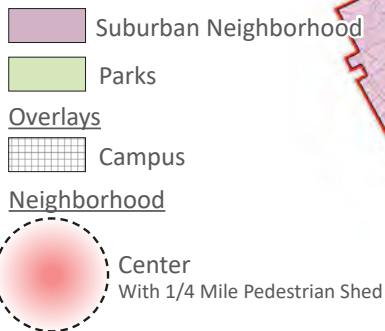 Suburban Neighborhood
Parks
Overlays
Campus
Neighborhood
Center
With 1/4 Mile Pedestrian Shed